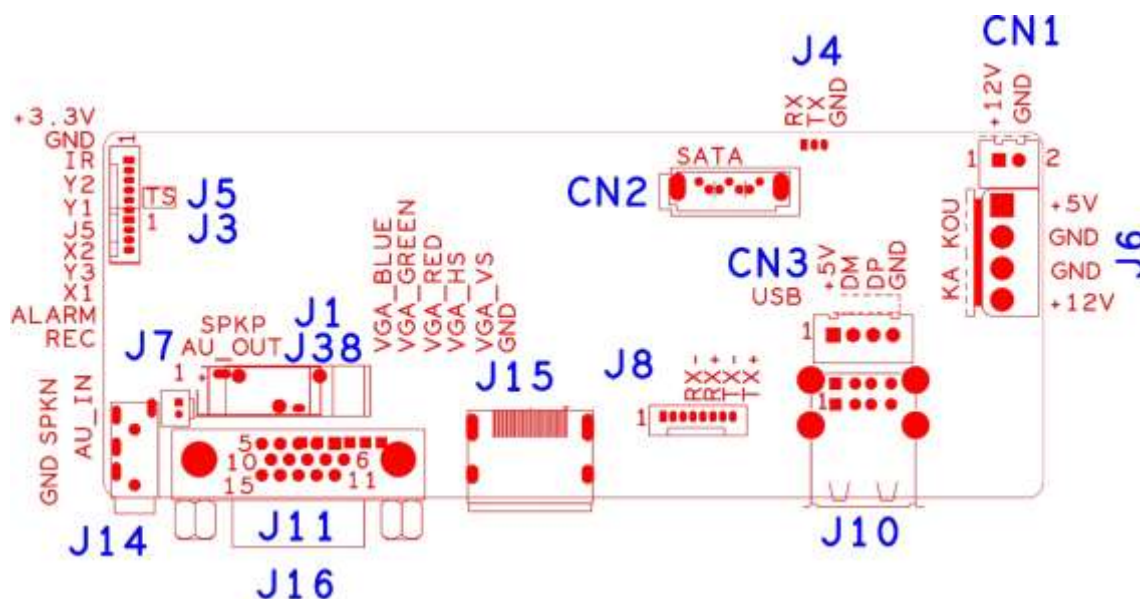 CN1
J4
+12V
GND
RX
TX
GND
+3.3V
GND
IR
Y2
Y1
J5
X2
Y3
X1
ALARM
REC
1
TS
1
J5
J3
SATA
CN2
1
2
+5V
GND
GND
+12V
KA_KOU
CN3
USB
+5V
DM
DP
GND
1
1
VGA_BLUE
VGA_GREEN
VGA_RED
VGA_HS
VGA_VS
GND
J1
SPKP
J7
AU_OUT
J38
1
+
J15
J8
RX-
RX+
TX-
TX+
1
GND SPKN
AU_IN
5
10
6
15
11
J14
J11
J16
J10